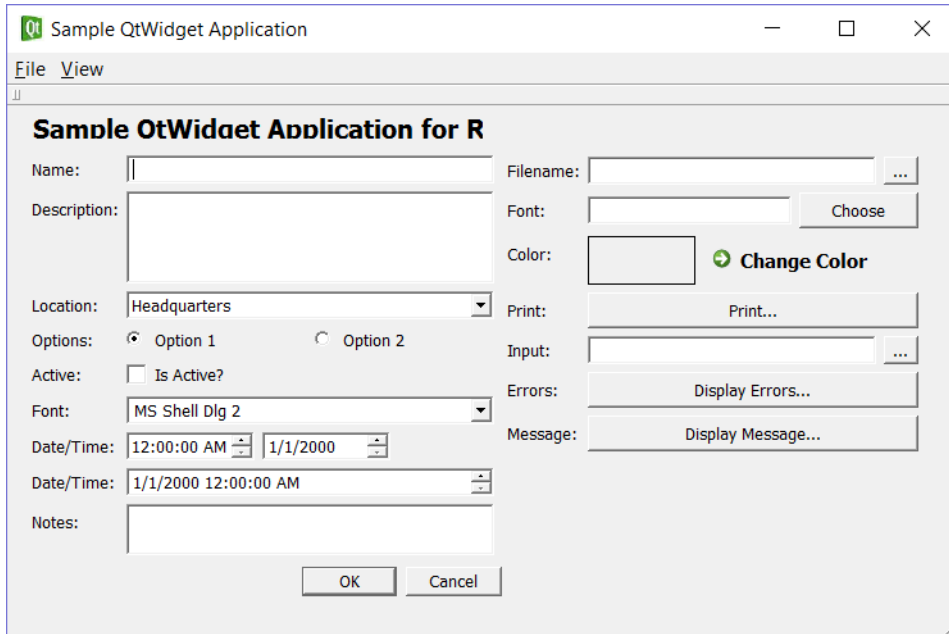 Qt Sample QtWidget Application
File View
Sample QtWidget Application for R
Name:
Description:
Location: Headquarters
Options: Option 1 Option 2
Active: Is Active?
Font: MS Shell Dlg 2
Date/Time: 12:00:00 AM 1/1/2000
Date/Time: 1/1/2000 12:00:00 AM
Notes:
OK Cancel
Filename: ...
Font: Choose
Color: Change Color
Print: Print...
Input: ...
Errors: Display Errors...
Message: Display Message...